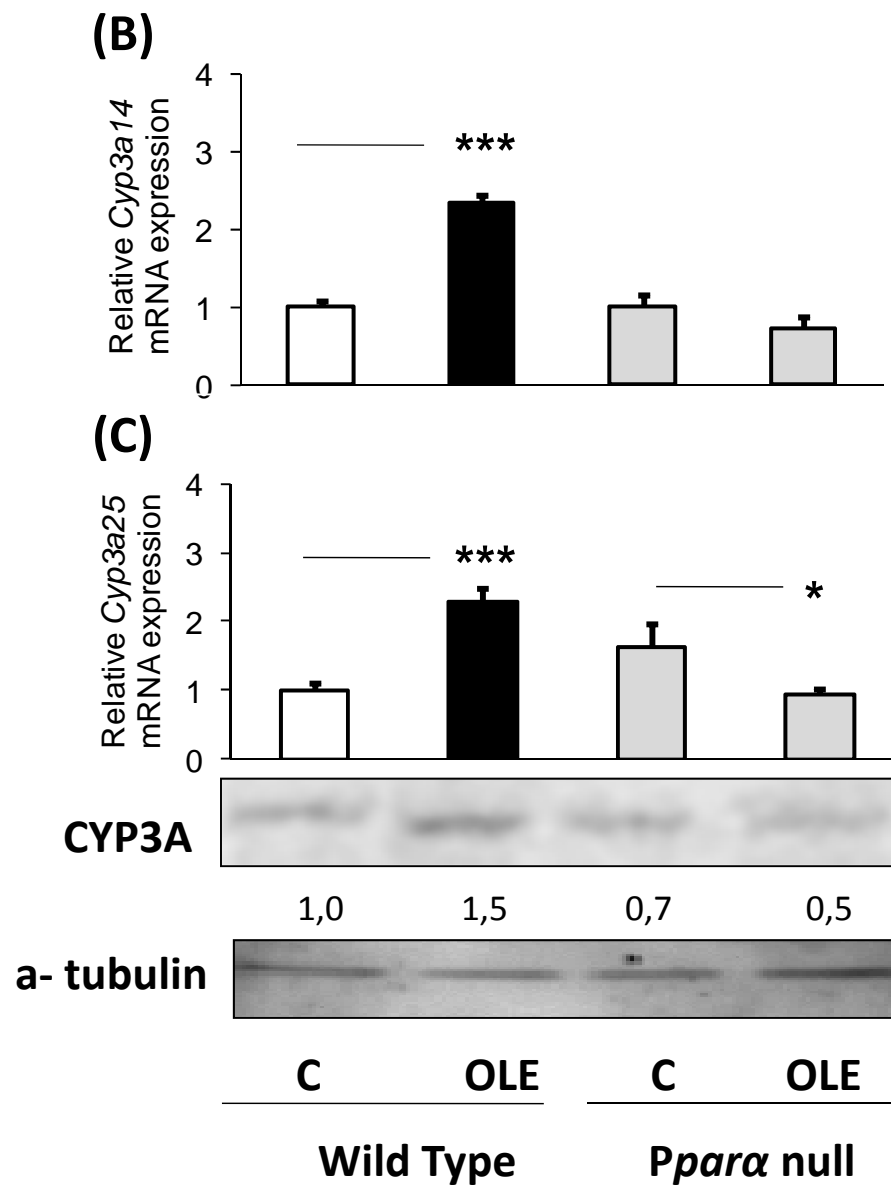 (B)
Relative Cyp3a14
mRNA expression
4
3
2
1
0
***
(C)
Relative Cyp3a25
mRNA expression
4
3
2
1
0
***
*
CYP3A
1,0 1,5 0,7 0,5
a- tubulin
C OLE C OLE
Wild Type Pparα null